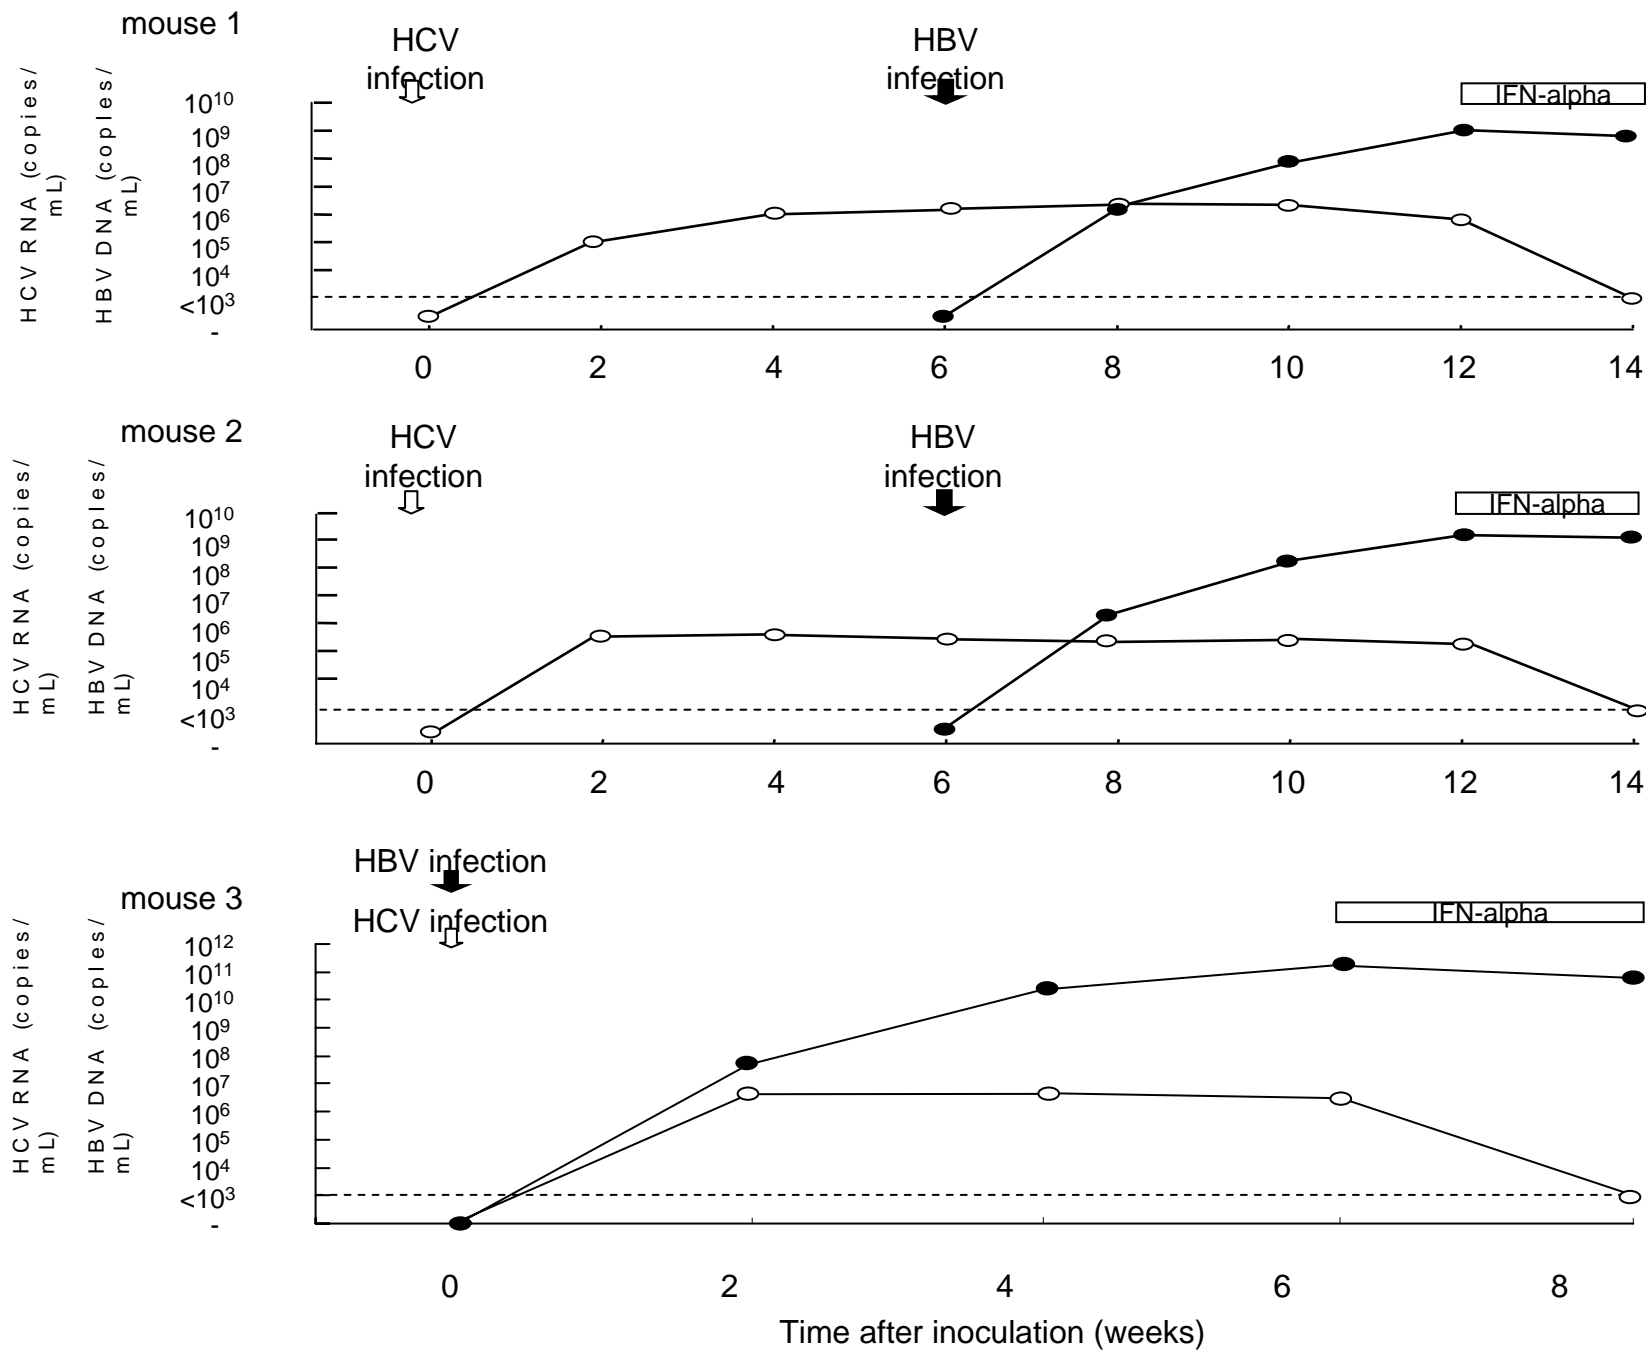 mouse 1
HCV
infection
HBV
infection
IFN-alpha
HCV RNA (copies/
mL)
HBV DNA (copies/
mL)
10¹⁰
10⁹
10⁸
10⁷
10⁶
10⁵
10⁴
<10³
-
0 2 4 6 8 10 12 14
mouse 2
HCV
infection
HBV
infection
IFN-alpha
HCV RNA (copies/
mL)
HBV DNA (copies/
mL)
10¹⁰
10⁹
10⁸
10⁷
10⁶
10⁵
10⁴
<10³
-
0 2 4 6 8 10 12 14
mouse 3
HBV infection
HCV infection
IFN-alpha
HCV RNA (copies/
mL)
HBV DNA (copies/
mL)
10¹²
10¹¹
10¹⁰
10⁹
10⁸
10⁷
10⁶
10⁵
10⁴
<10³
-
0 2 4 6 8
Time after inoculation (weeks)